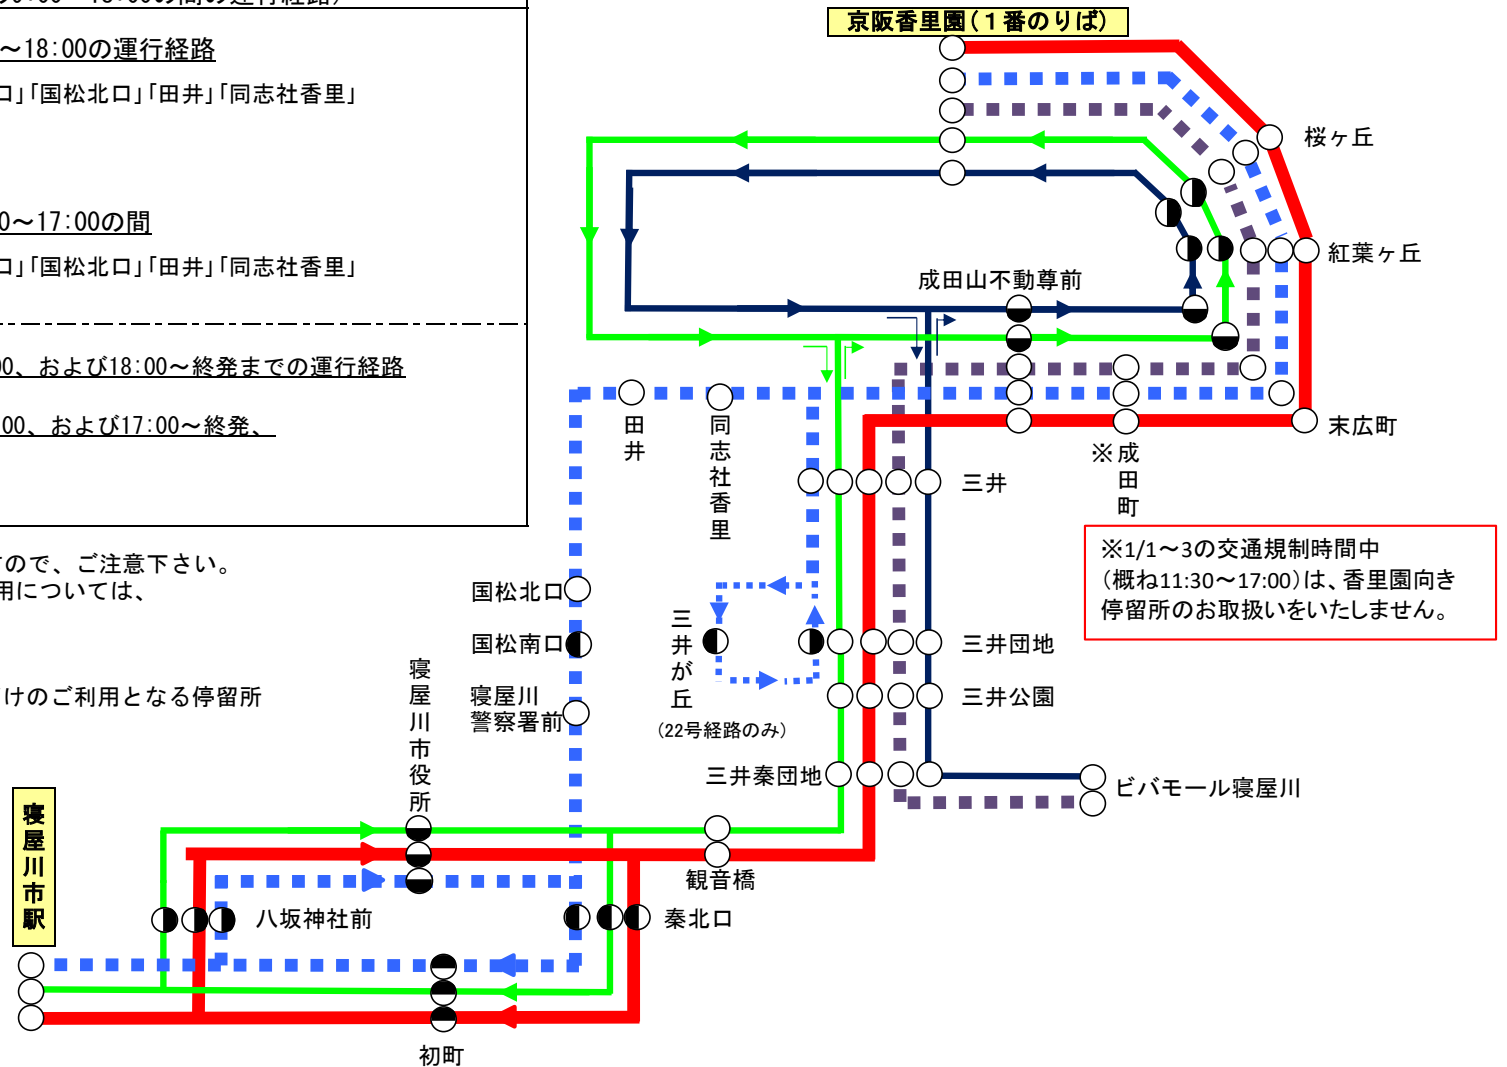 ～18:00の運行経路
口」「国松北口」「田井」「同志社香里」
0～17:00の間
口」「国松北口」「田井」「同志社香里」
00、および18:00～終発までの運行経路
:00、および17:00～終発、
ので、ご注意下さい。
用については、
けのご利用となる停留所
京阪香里園(1番のりば)
桜ヶ丘
紅葉ヶ丘
成田山不動尊前
末広町
田井
同志社香里
※成田町
三井
※1/1～3の交通規制時間中
(概ね11:30～17:00)は、香里園向き
停留所のお取扱いをいたしません。
国松北口
国松南口
三井が丘
(22号経路のみ)
三井団地
寝屋川
警察署前
三井公園
寝屋川市役所
三井秦団地
ビバモール寝屋川
寝屋川市駅
観音橋
八坂神社前
秦北口
初町